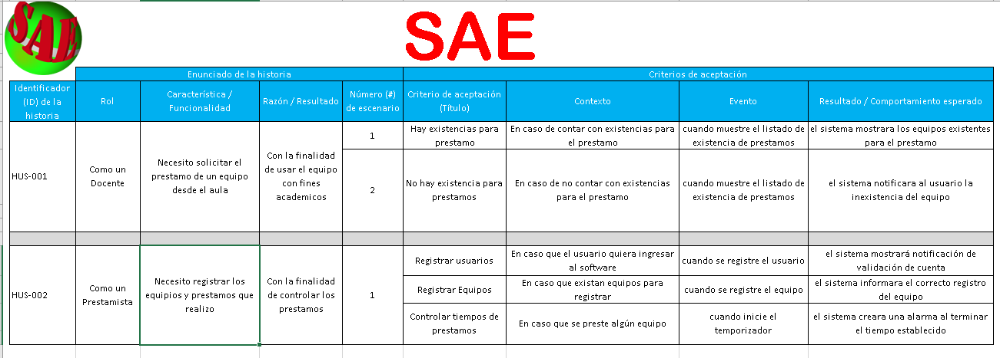 SAE
SAE
Enunciado de la historia
Criterios de aceptación
Identificador
(ID) de la
historia
Rol
Característica /
Funcionalidad
Razón / Resultado
Número (#)
de escenario
Criterio de aceptación
(Título)
Contexto
Evento
Resultado / Comportamiento esperado
HUS-001
Como un
Docente
Necesito solicitar el
prestamo de un equipo
desde el aula
Con la finalidad
de usar el equipo
con fines
academicos
1
Hay existencias para
prestamo
En caso de contar con existencias para
el prestamo
cuando muestre el listado de
existencia de prestamos
el sistema mostrara los equipos existentes
para el prestamo
2
No hay existencia para
prestamos
En caso de no contar con existencias
para el prestamo
cuando muestre el listado de
existencia de prestamos
el sistema notificara al usuario la
inexistencia del equipo
HUS-002
Como un
Prestamista
Necesito registrar los
equipios y prestamos que
realizo
Con la finalidad
de controlar los
prestamos
1
Registrar usuarios
En caso que el usuario quiera ingresar
al software
cuando se registre el usuario
el sistema mostrará notificación de
validación de cuenta
Registrar Equipos
En caso que existan equipos para
registrar
cuando se registre el equipo
el sistema informara el correcto registro
del equipo
Controlar tiempos de
prestamos
En caso que se preste algún equipo
cuando inicie el
temporizador
el sistema creara una alarma al terminar
el tiempo establecido